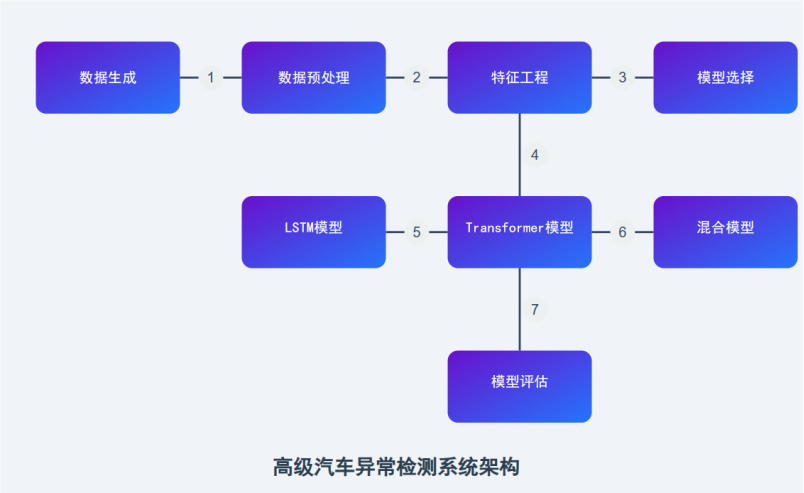 数据生成
1
数据预处理
2
特征工程
3
模型选择
4
LSTM模型
5
Transformer模型
6
混合模型
7
模型评估
高级汽车异常检测系统架构